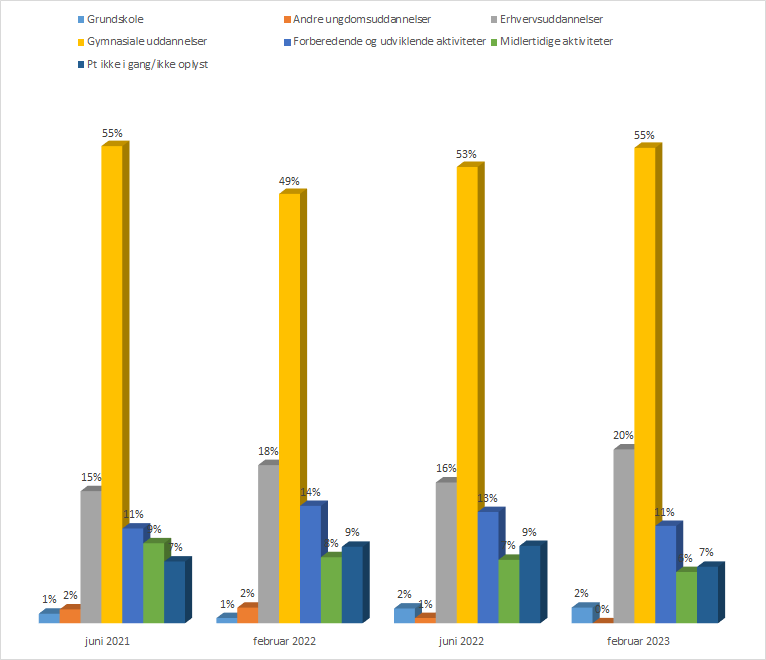 Grundskole Andre ungdomsuddannelser Erhvervsuddannelser
Gymnasiale uddannelser Forberedende og udviklende aktiviteter Midlertidige aktiviteter
Pt ikke i gang/ikke oplyst
55% 49% 53% 55%
15% 18% 16% 20%
11% 14% 13% 11%
9% 7% 9% 9% 7%
1% 2% 1% 2% 2% 1% 2% 0%
juni 2021 februar 2022 juni 2022 februar 2023